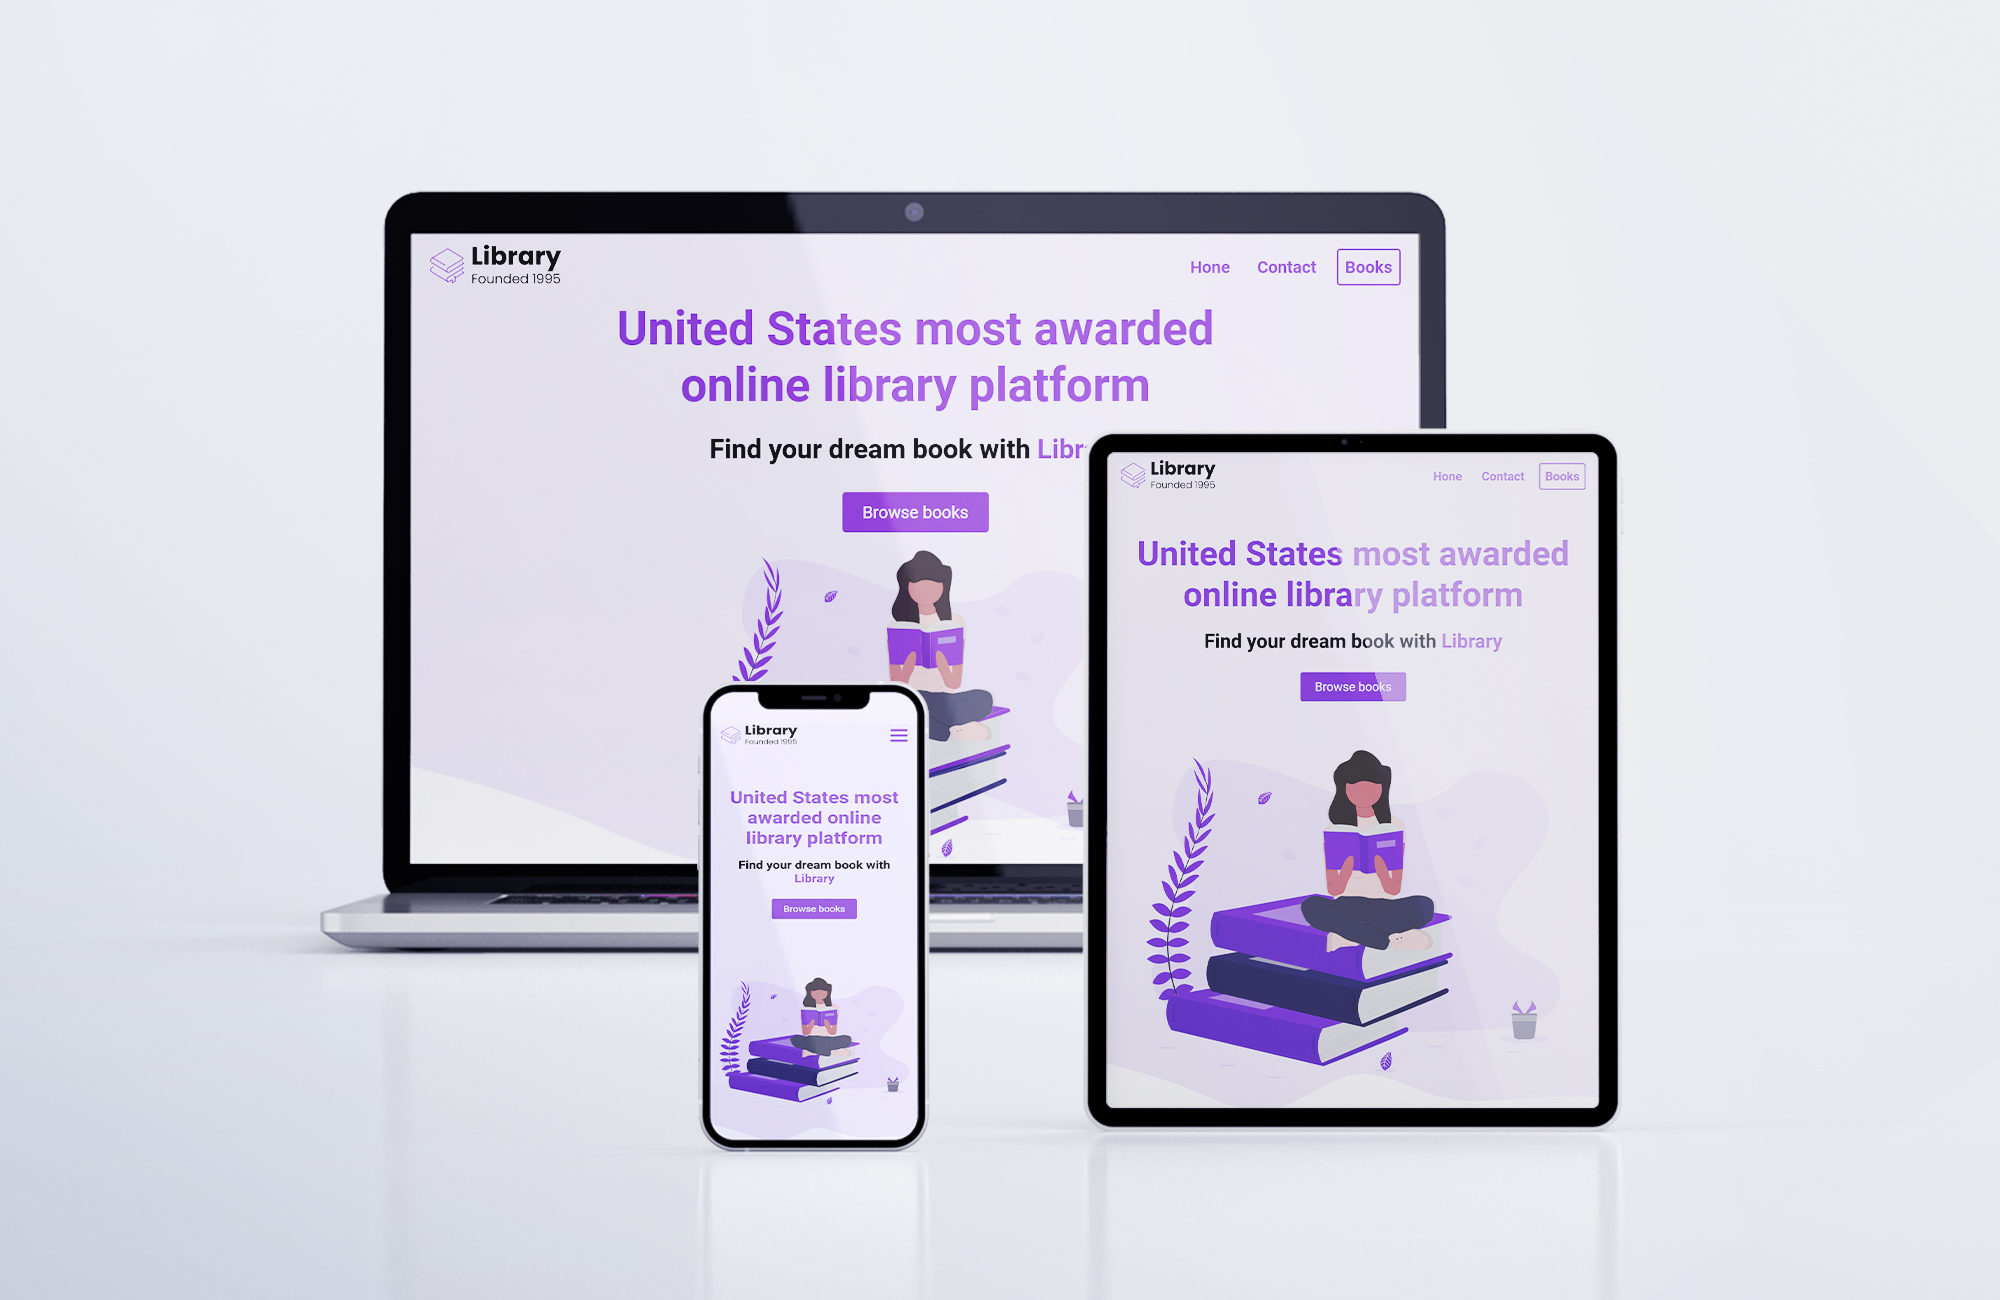 Library
Founded 1995
Hone Contact Books
United States most awarded
online library platform
Find your dream book with Libr
Browse books
Library
Founded 1995
Hone Contact Books
United States most awarded
online library platform
Find your dream book with Library
Browse books
Library
Founded 1995
United States most
awarded online
library platform
Find your dream book with
Library
Browse books